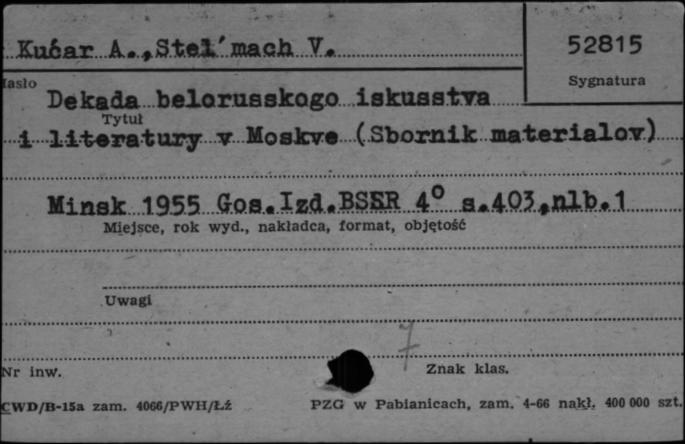 Kućar A., Stel'mach V.
52815
Hasło
Sygnatura
Dekada belorusskogo iskusstva
Tytuł
i literatury v Moskve (Sbornik materialov)
Minsk 1955 Gos.Izd.BSSR 4° s.403,nlb.1
Miejsce, rok wyd., nakładca, format, objętość
Uwagi
7
Nr inw.
Znak klas.
CWD/B-15a zam. 4066/PWH/Łź
PZG w Pabianicach, zam. 4-66 nakł. 400 000 szt.